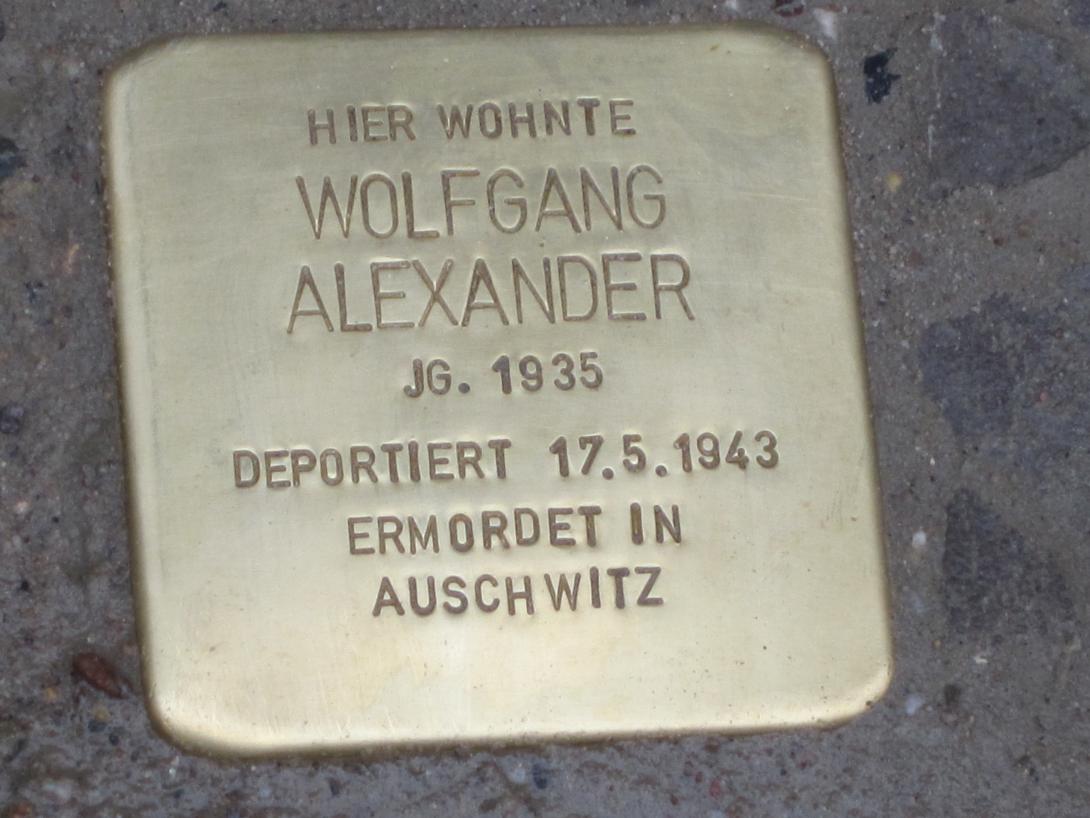 HIER WOHNTE
WOLFGANG
ALEXANDER
JG. 1935
DEPORTIERT 17.5.1943
ERMORDET IN
AUSCHWITZ